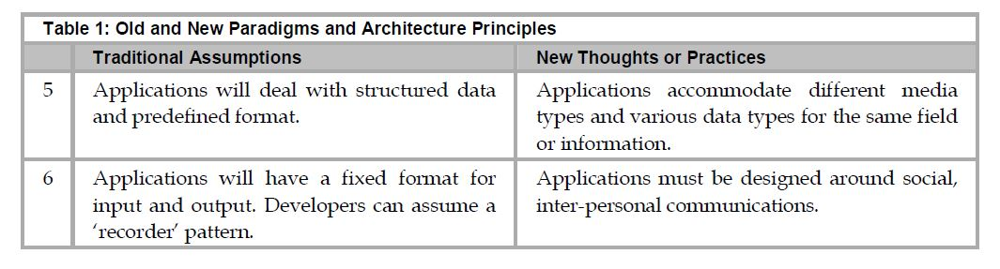 Table 1: Old and New Paradigms and Architecture Principles
Traditional Assumptions
New Thoughts or Practices
5
Applications will deal with structured data
and predefined format.
Applications accommodate different media
types and various data types for the same field
or information.
6
Applications will have a fixed format for
input and output. Developers can assume a
‘recorder’ pattern.
Applications must be designed around social,
inter-personal communications.